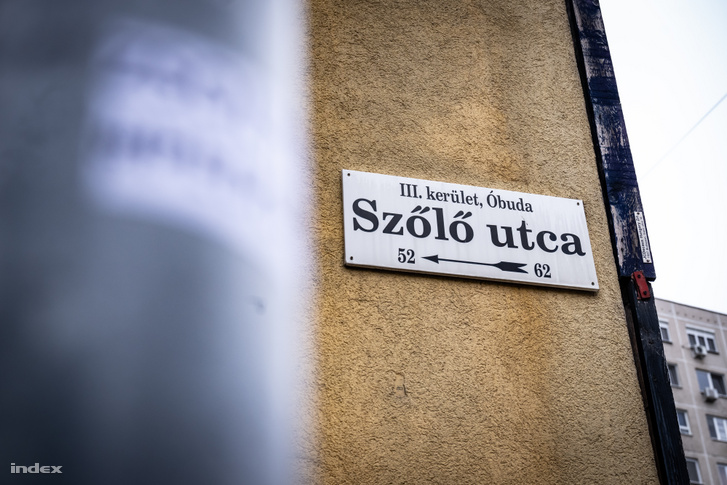 III. kerület, Óbuda
Szőlő utca
52 62
index